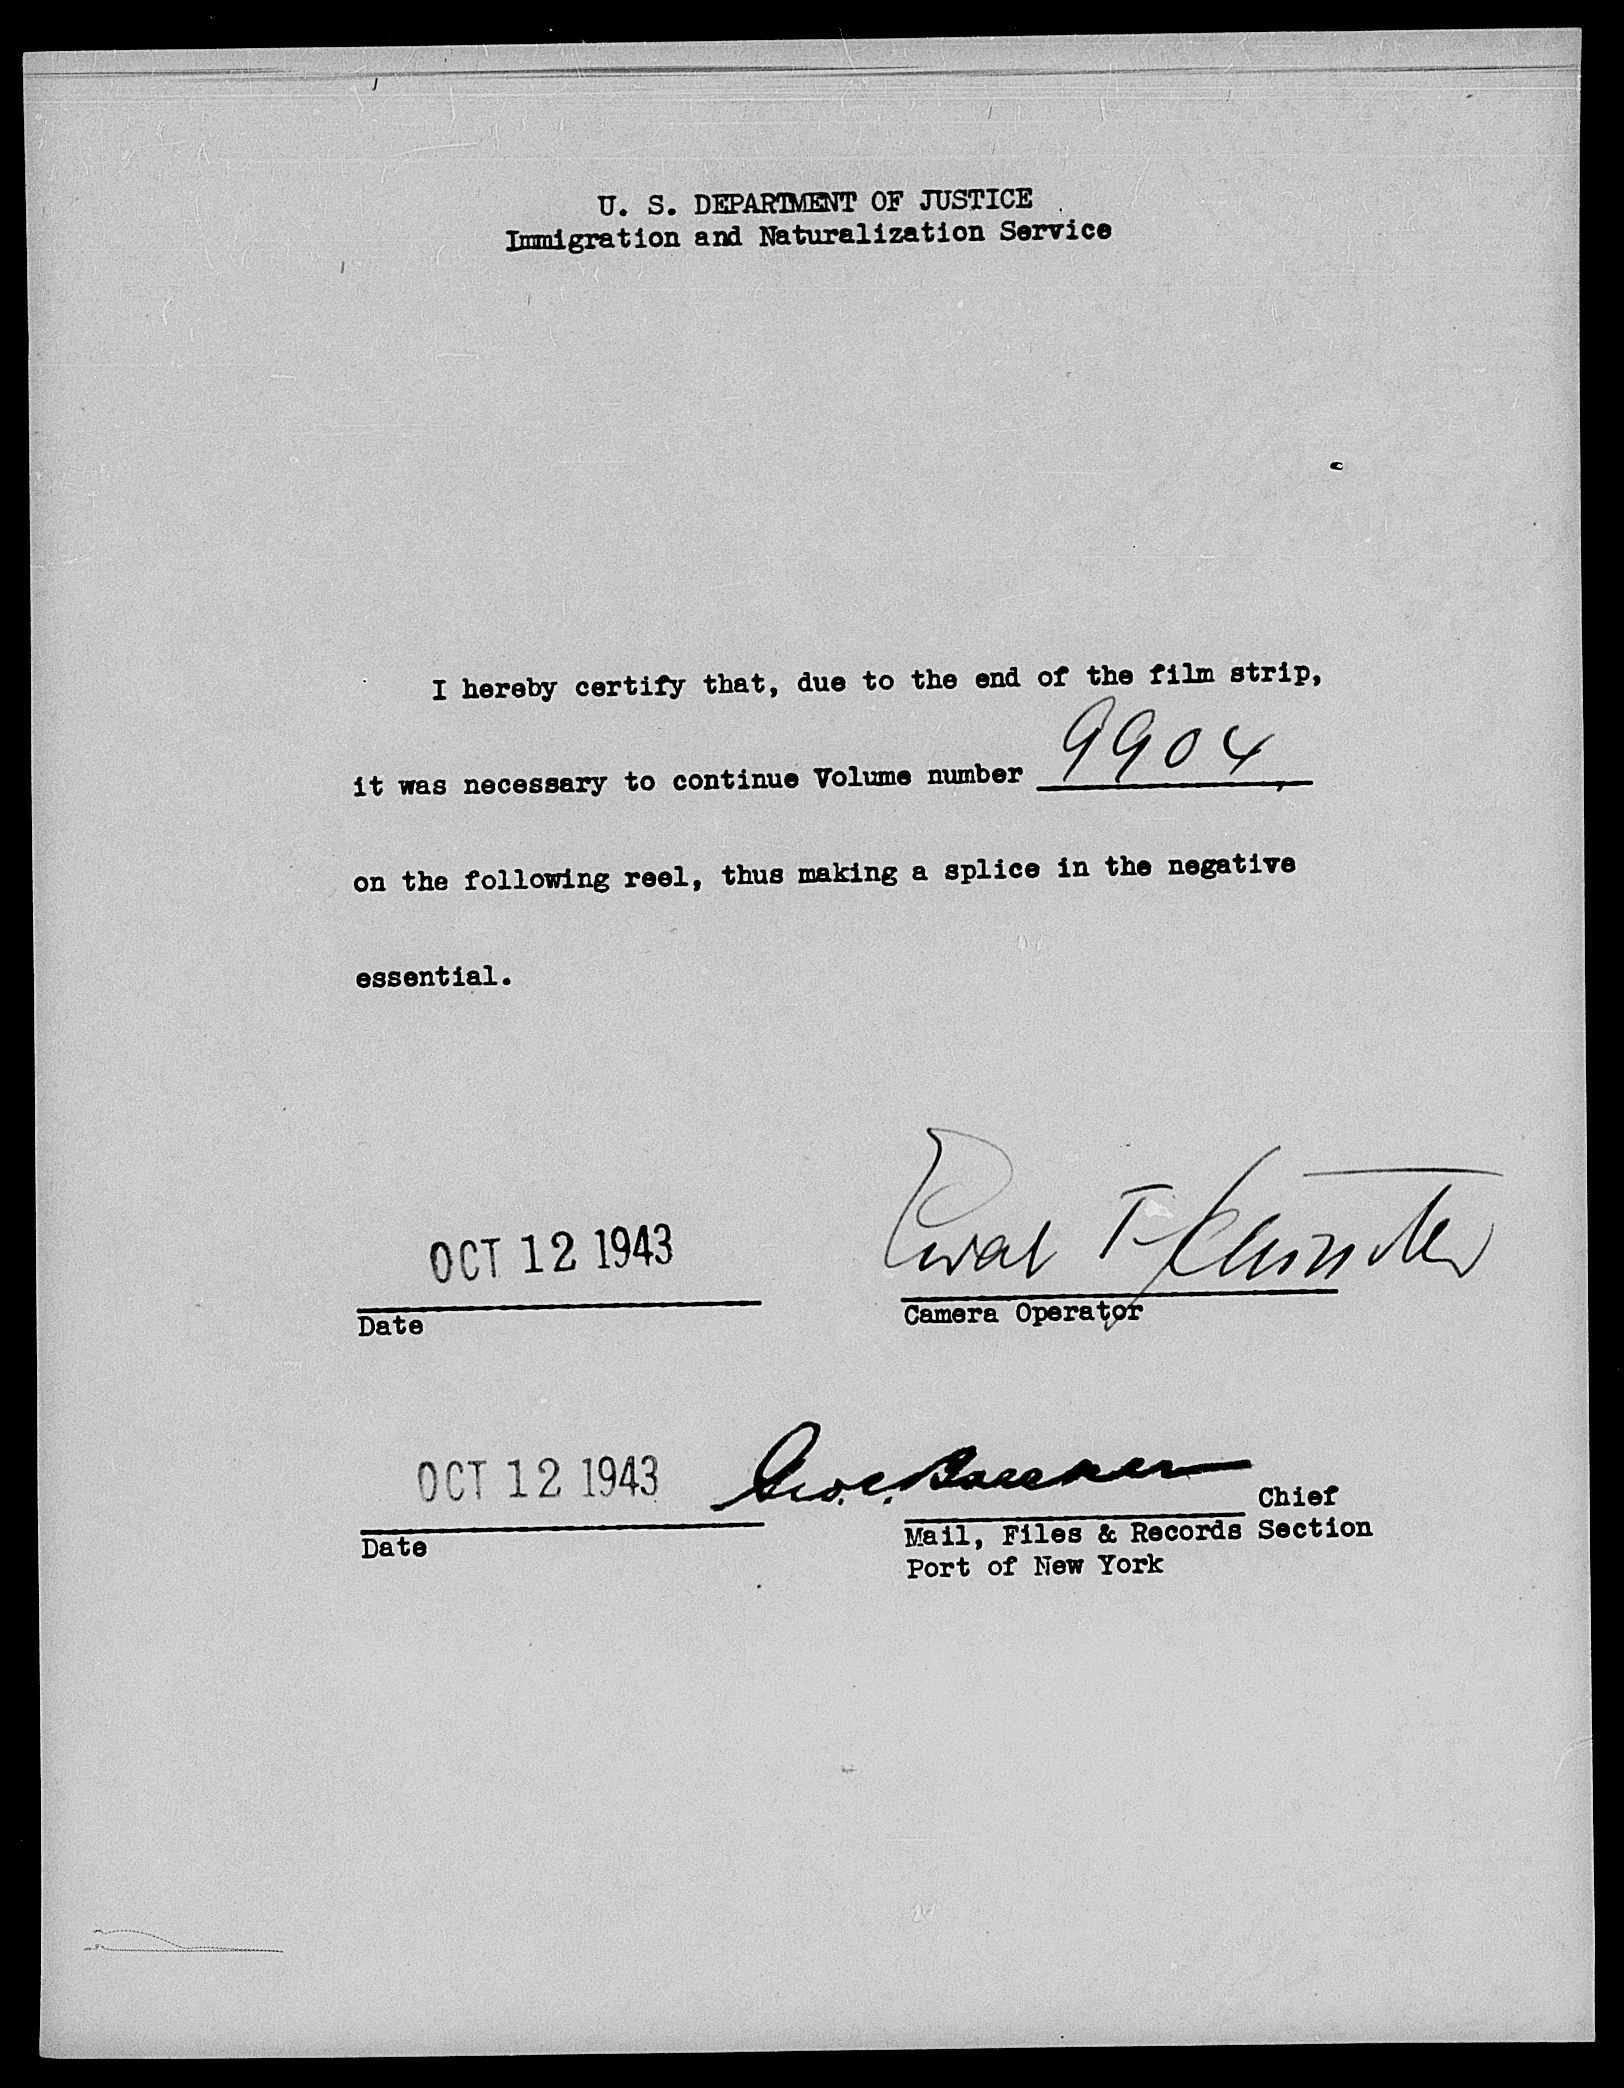 U. S. DEPARTMENT OF JUSTICE
Immigration and Naturalization Service
I hereby certify that, due to the end of the film strip,
it was necessary to continue Volume number 9904,
on the following reel, thus making a splice in the negative
essential.
OCT 12 1943
Date
Camera Operator
OCT 12 1943
Chief
Date
Mail, Files & Records Section
Port of New York